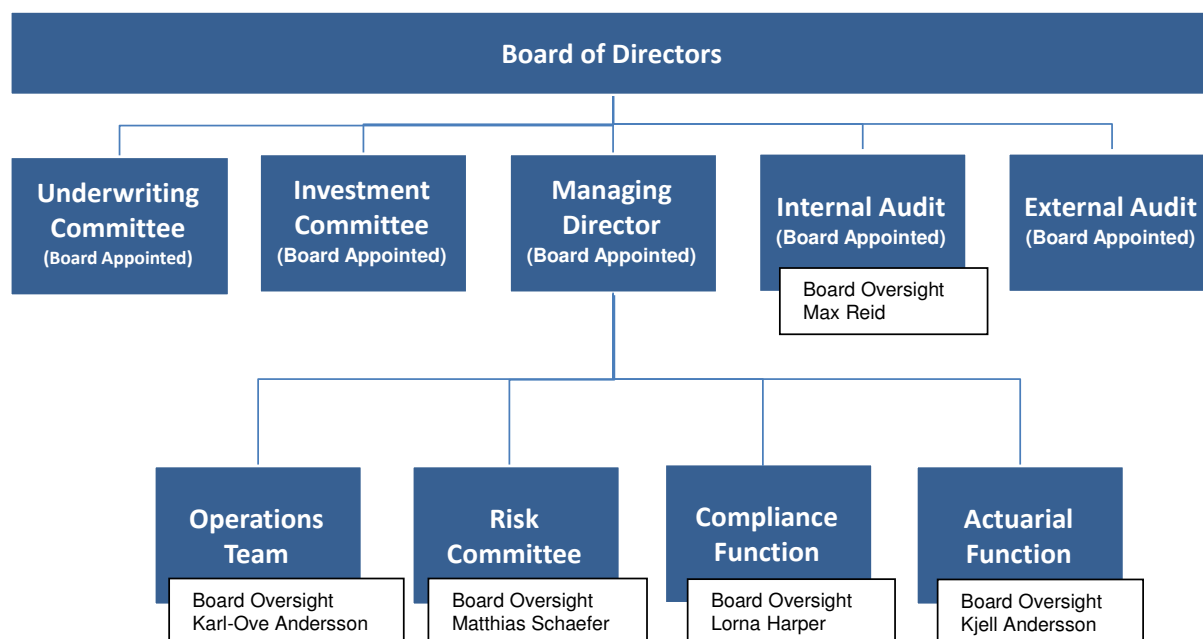 Board of Directors
Underwriting
Committee
(Board Appointed)
Investment
Committee
(Board Appointed)
Managing
Director
(Board Appointed)
Internal Audit
(Board Appointed)
Board Oversight
Max Reid
External Audit
(Board Appointed)
Operations
Team
Board Oversight
Karl-Ove Andersson
Risk
Committee
Board Oversight
Matthias Schaefer
Compliance
Function
Board Oversight
Lorna Harper
Actuarial
Function
Board Oversight
Kjell Andersson